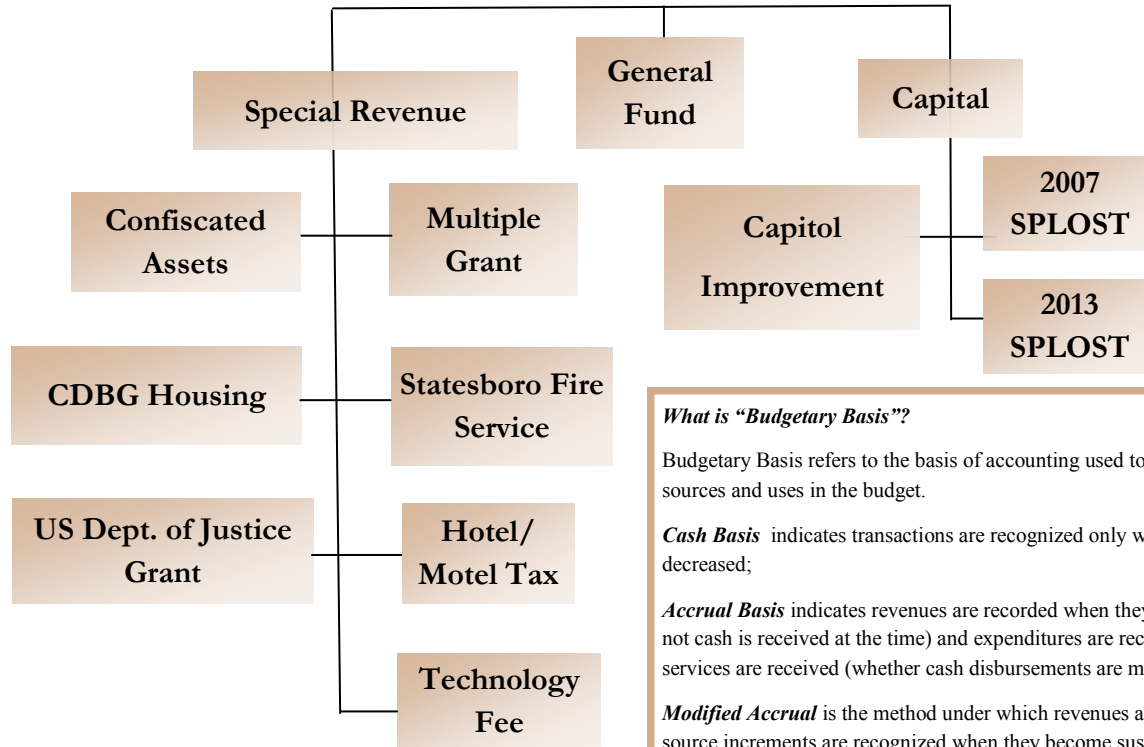 Special Revenue
General
Fund
Capital
Confiscated
Assets
Multiple
Grant
Capitol
Improvement
2007
SPLOST
2013
SPLOST
CDBG Housing
Statesboro Fire
Service
US Dept. of Justice
Grant
Hotel/
Motel Tax
Technology
Fee
What is “Budgetary Basis”?
Budgetary Basis refers to the basis of accounting used to
sources and uses in the budget.
Cash Basis indicates transactions are recognized only w
decreased;
Accrual Basis indicates revenues are recorded when they
not cash is received at the time) and expenditures are rec
services are received (whether cash disbursements are m
Modified Accrual is the method under which revenues a
source increments are recognized when they become sus